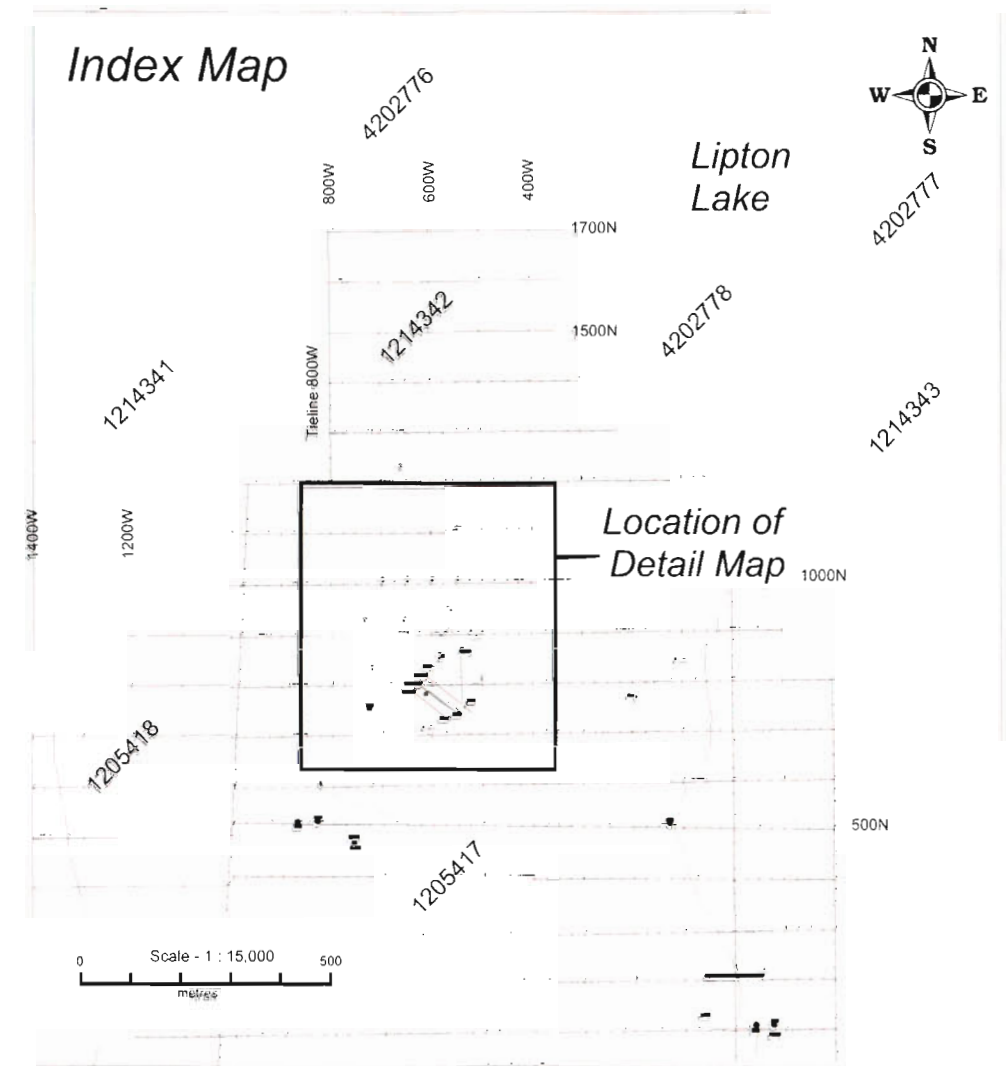 Index Map
N
W
E
S
4202776
Lipton
Lake
4202777
800W
600W
400W
1700N
1214342
1500N
4202778
Tieline 800W
1214341
1214343
1400W
1200W
Location of
Detail Map
1000N
1205418
500N
1205417
Scale - 1 : 15,000
0
500
metres